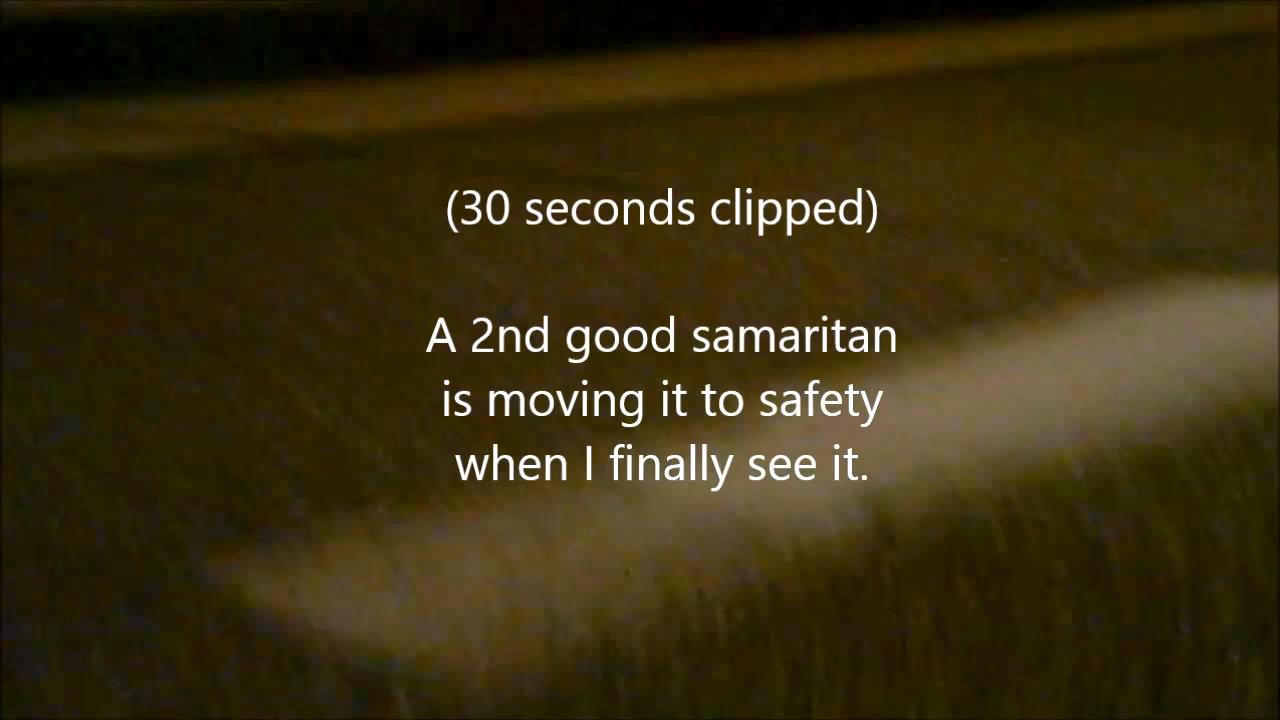 (30 seconds clipped)
A 2nd good samaritan
is moving it to safety
when I finally see it.